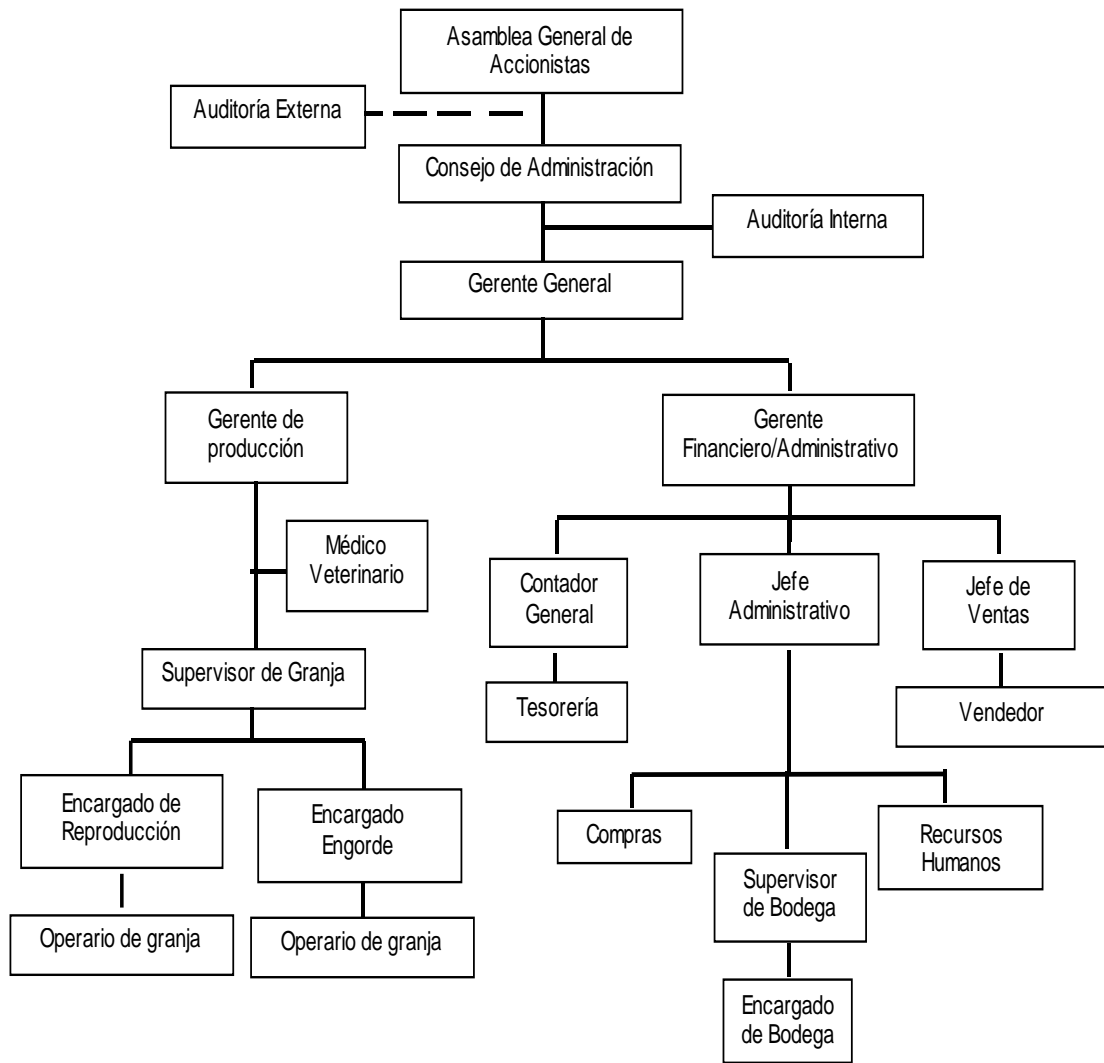 Asamblea General de
Accionistas
Auditoría Externa
Consejo de Administración
Auditoría Interna
Gerente General
Gerente de
producción
Gerente
Financiero/Administrativo
Médico
Veterinario
Contador
General
Jefe
Administrativo
Jefe de
Ventas
Supervisor de Granja
Tesorería
Vendedor
Encargado de
Reproducción
Encargado
Engorde
Compras
Supervisor
de Bodega
Recursos
Humanos
Operario de granja
Operario de granja
Encargado
de Bodega